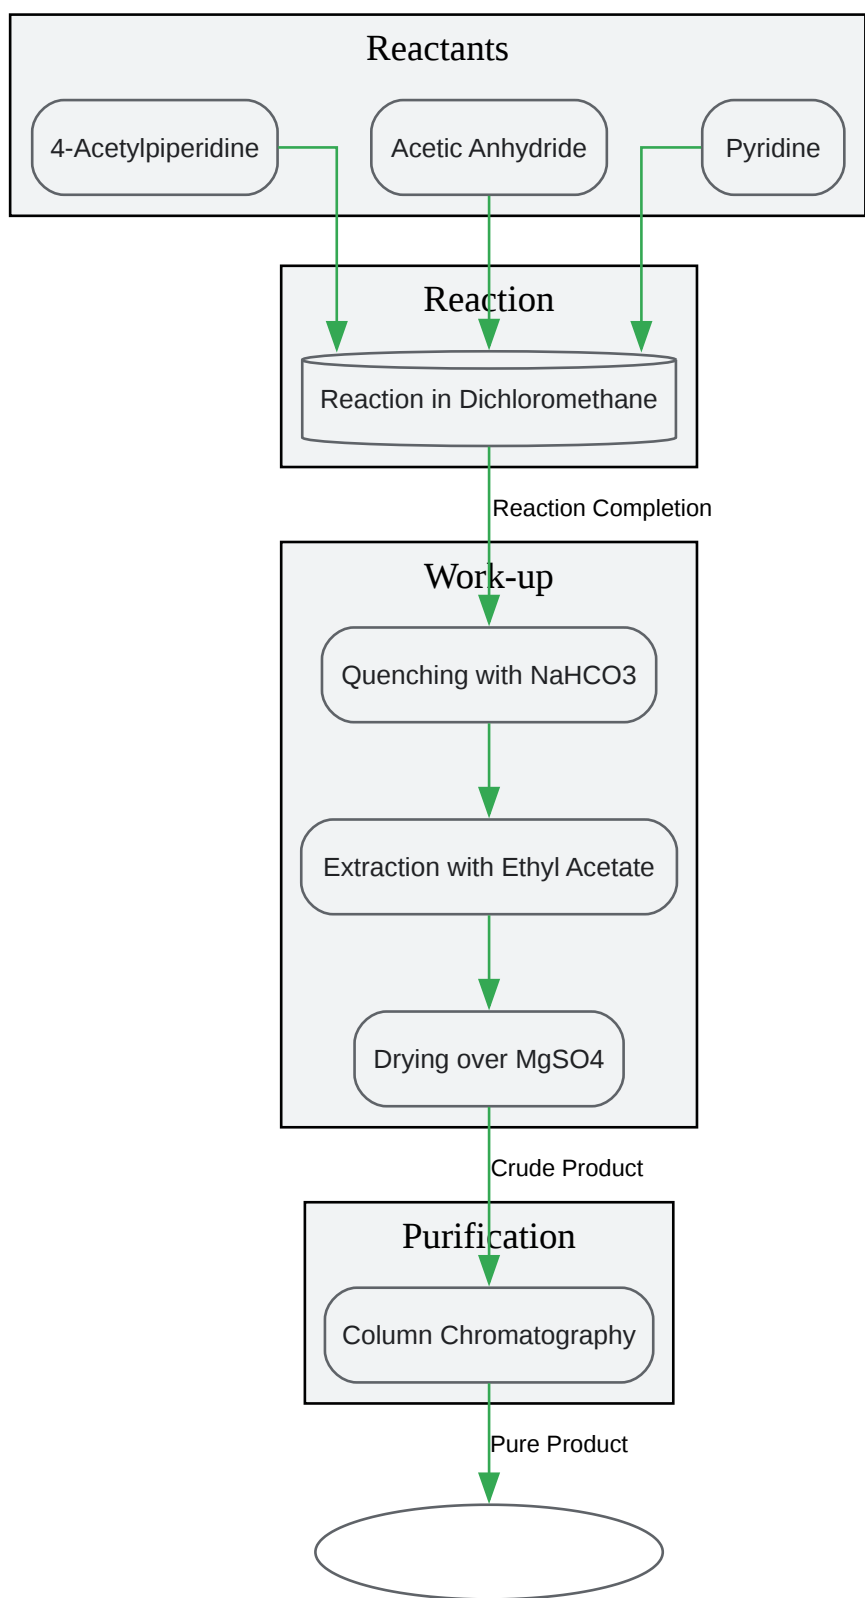 Reactants
4-Acetylpiperidine
Acetic Anhydride
Pyridine
Reaction
Reaction in Dichloromethane
Reaction Completion
Work-up
Quenching with NaHCO3
Extraction with Ethyl Acetate
Drying over MgSO4
Crude Product
Purification
Column Chromatography
Pure Product